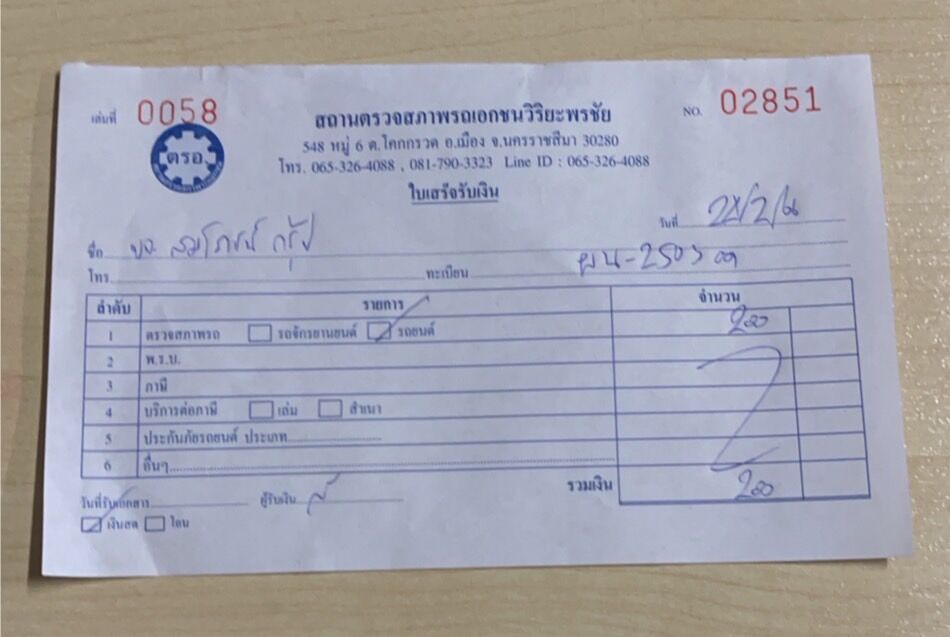 เล่มที่ 0058
สถานตรวจสภาพรถเอกชนวิริยะพรชัย
NO. 02851
ตรอ
548 หมู่ 6 ต.โคกกรวด อ.เมือง จ.นครราชสีมา 30280
โทร. 065-326-4088 , 081-790-3323 Line ID : 065-326-4088
ใบเสร็จรับเงิน
วันที่
ชื่อ บจ.
โทร. ทะเบียน ผน-2503
ลำดับ รายการ จำนวน
1 ตรวจสภาพรถ รถจักรยานยนต์ รถยนต์ 200
2 พ.ร.บ.
3 ภาษี
4 บริการต่อภาษี เล่ม สำเนา
5 ประกันภัยรถยนต์ ประเภท
6 อื่นๆ
รวมเงิน 200
วันที่รับเอกสาร ผู้รับเงิน
เงินสด โอน